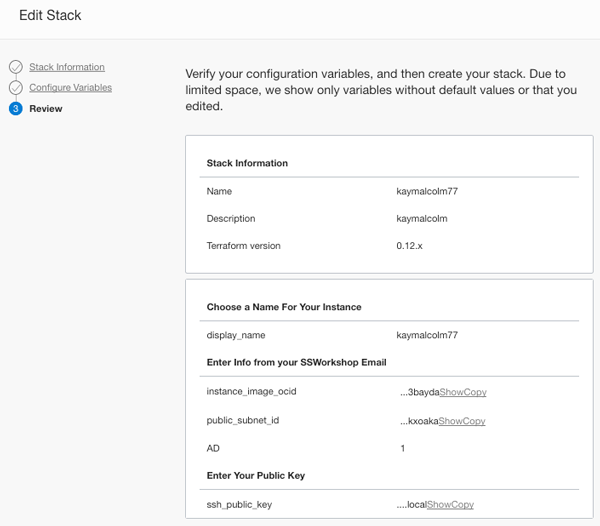 Edit Stack
Stack Information
Configure Variables
3 Review
Verify your configuration variables, and then create your stack. Due to
limited space, we show only variables without default values or that you
edited.
Stack Information
Name kaymalcolm77
Description kaymalcolm
Terraform version 0.12.x
Choose a Name For Your Instance
display_name kaymalcolm77
Enter Info from your SSWorkshop Email
instance_image_ocid ...3baydaShowCopy
public_subnet_id ...kxoakaShowCopy
AD 1
Enter Your Public Key
ssh_public_key ....localShowCopy